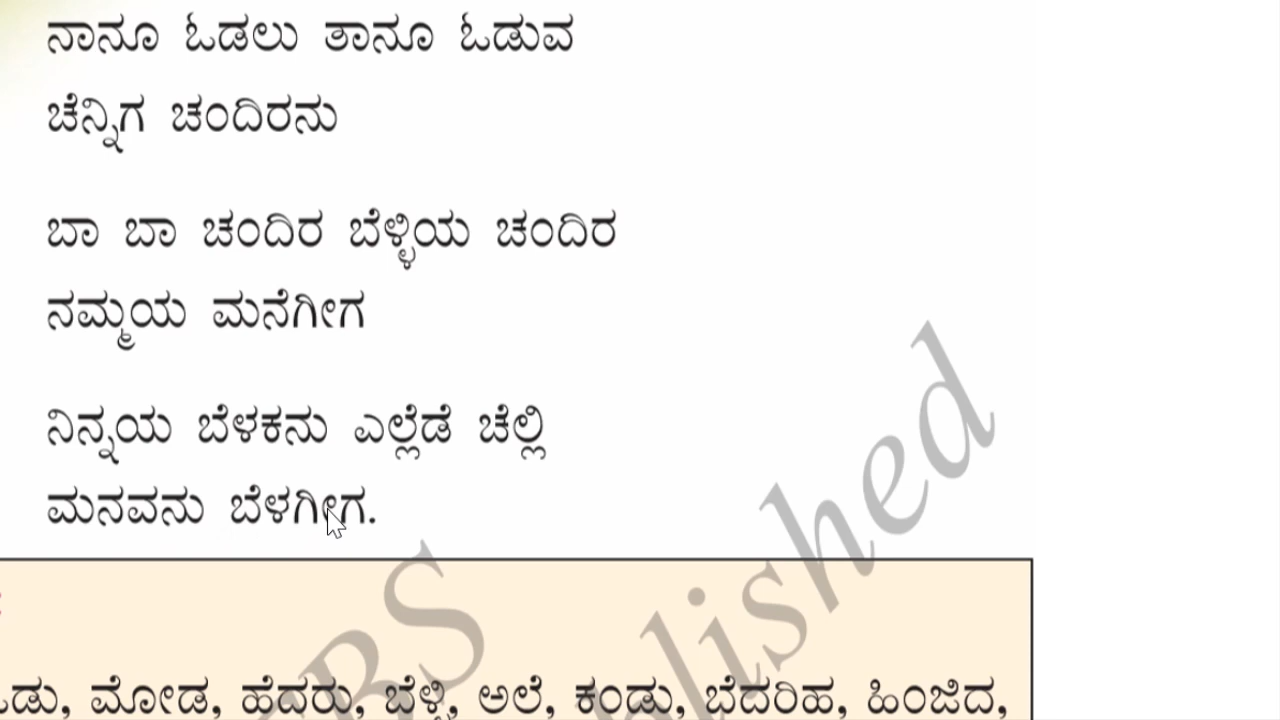 ನಾನೂ ಓಡಲು ತಾನೂ ಓಡುವ
ಚೆನ್ನಿಗ ಚಂದಿರನು
ಬಾ ಬಾ ಚಂದಿರ ಬೆಳ್ಳಿಯ ಚಂದಿರ
ನಮ್ಮಯ ಮನೆಗೀಗ
ನಿನ್ನಯ ಬೆಳಕನು ಎಲ್ಲೆಡೆ ಚೆಲ್ಲಿ
ಮನವನು ಬೆಳಗೀಗ.
ಮೋಡ, ಹೆದರು, ಬೆಳ್ಳಿ, ಅಲೆ, ಕಂಡು, ಬೆದರಿಹ, ಹಿಂಜಿದ,